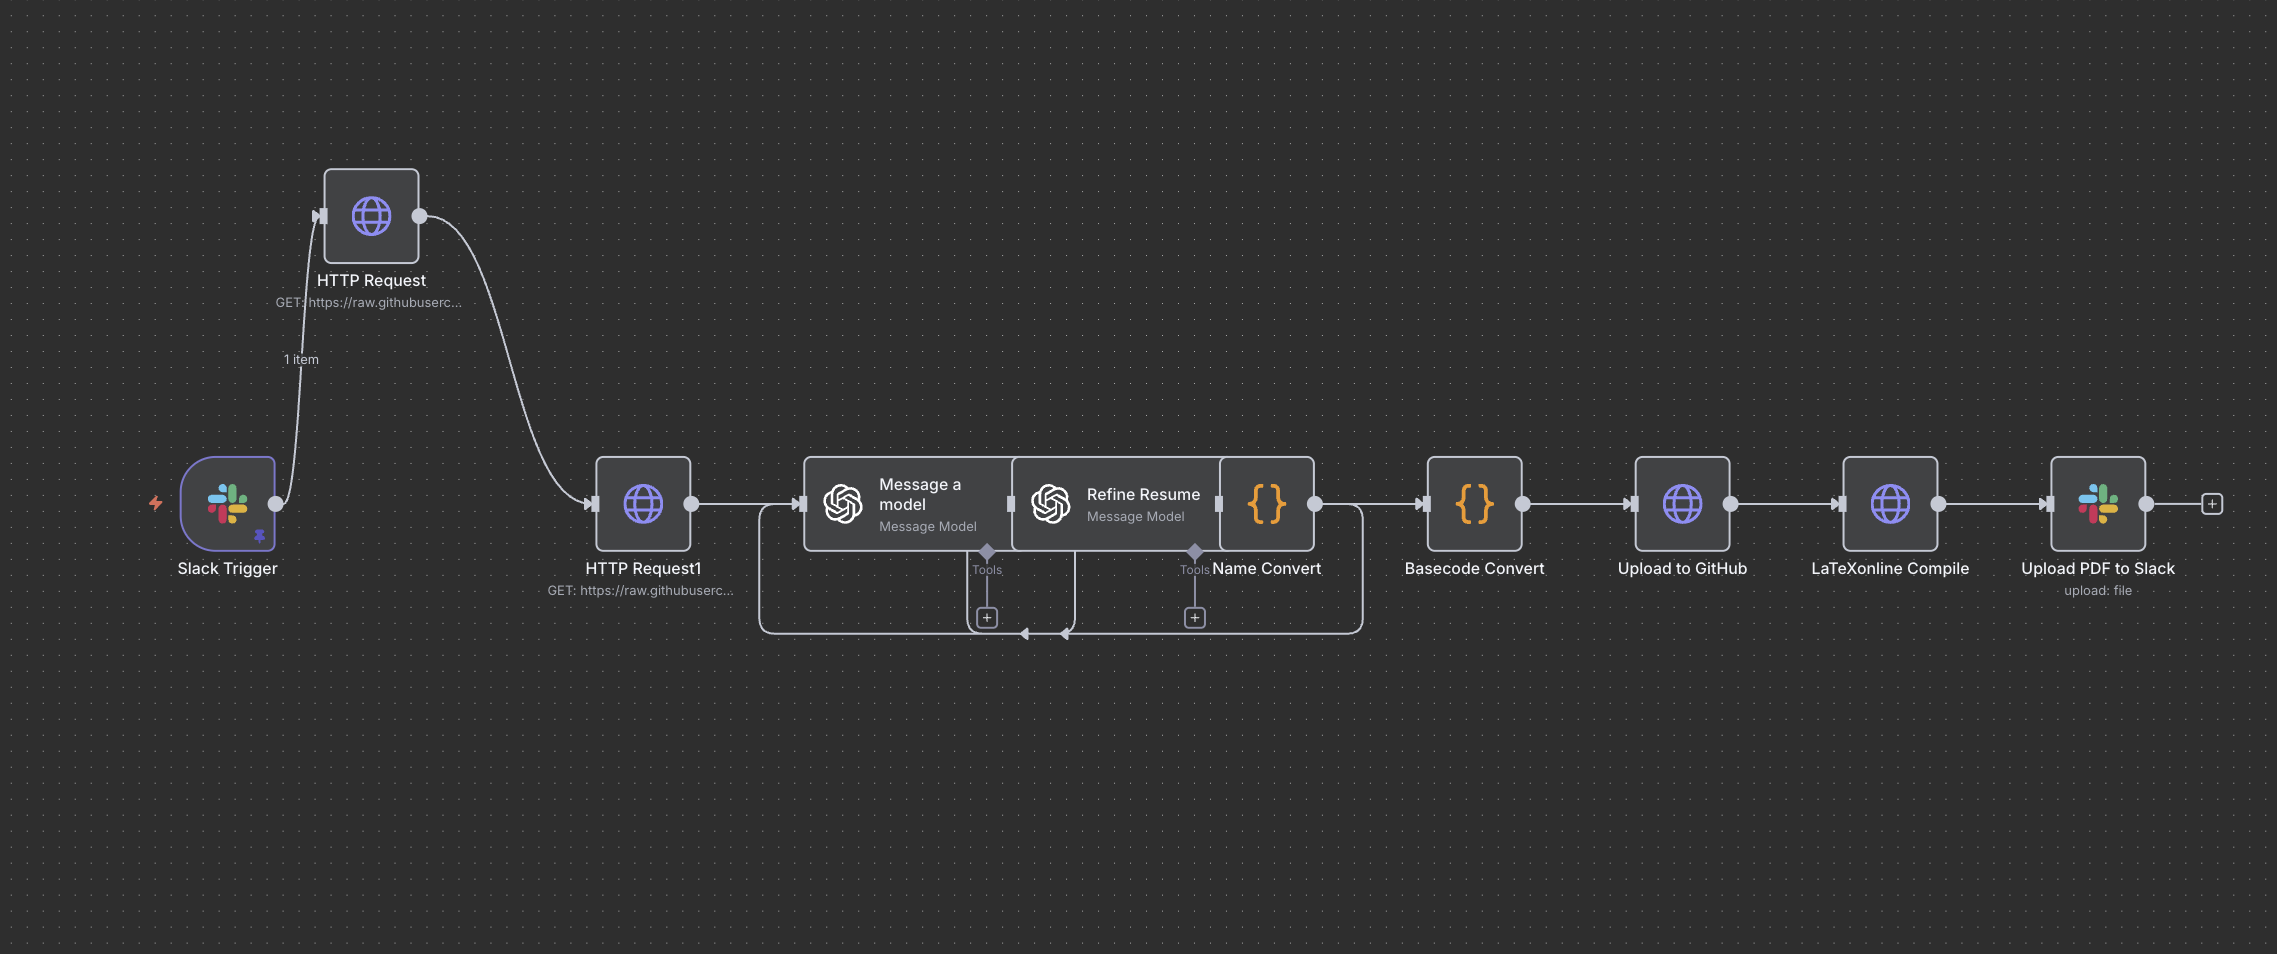 HTTP Request
GET: https://raw.githubuserc...
1 item
Slack Trigger
HTTP Request1
GET: https://raw.githubuserc...
Message a
model
Message Model
Tools
Refine Resume
Message Model
Tools
Name Convert
Basecode Convert
Upload to GitHub
LaTeXonline Compile
Upload PDF to Slack
upload: file